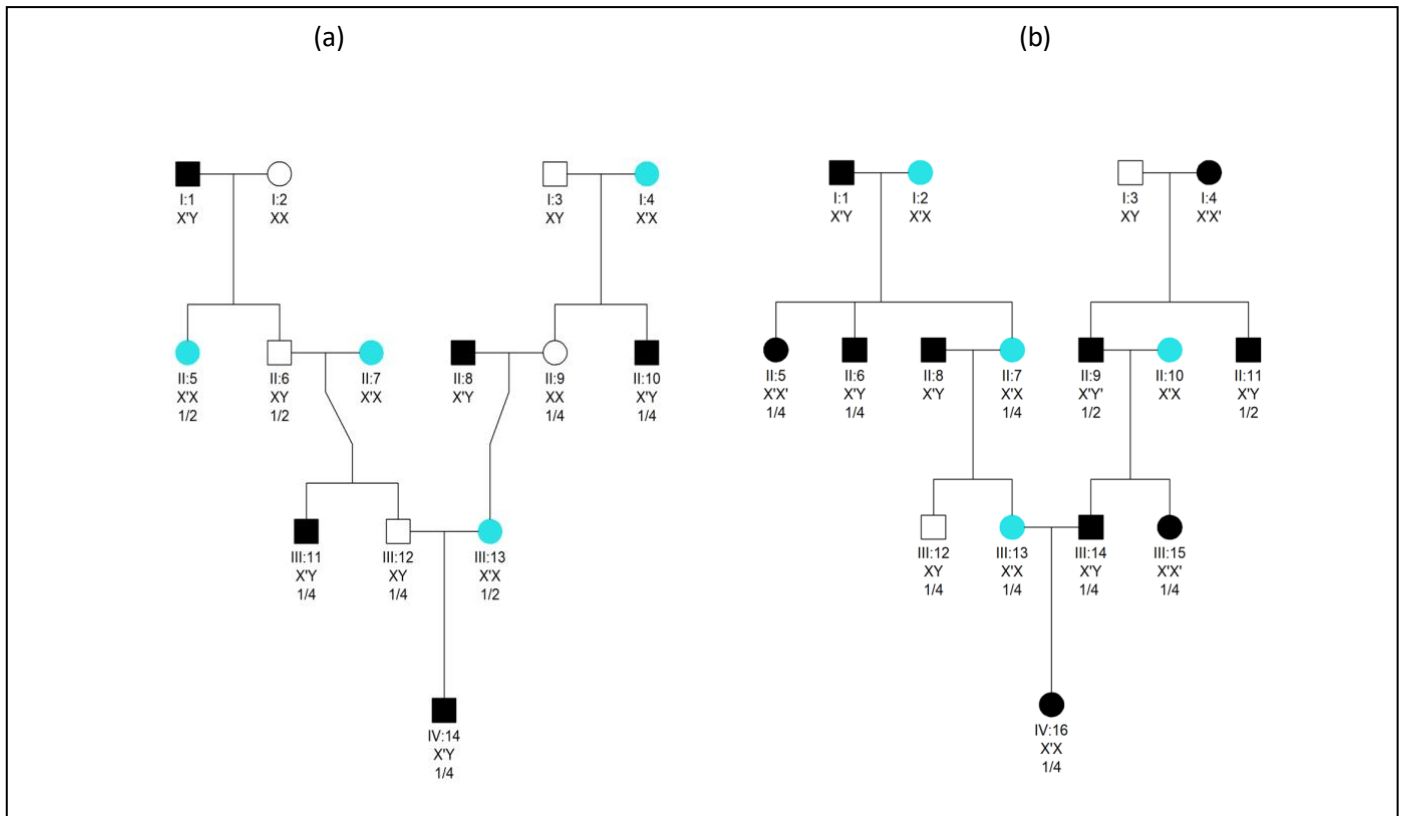 (a)
I:1 I:2 I:3 I:4
X'Y XX XY X'X
II:5 II:6 II:7 II:8 II:9 II:10
X'X XY X'X X'Y XX X'Y
1/2 1/2 1/4 1/4
III:11 III:12 III:13
X'Y XY X'X
1/4 1/4 1/2
IV:14
X'Y
1/4
(b)
I:1 I:2 I:3 I:4
X'Y X'X XY X'X'
II:5 II:6 II:8 II:7 II:9 II:10 II:11
X'X' X'Y X'Y X'X X'Y' X'X X'Y
1/4 1/4 1/4 1/2 1/2
III:12 III:13 III:14 III:15
XY X'X X'Y X'X'
1/4 1/4 1/4 1/4
IV:16
X'X
1/4